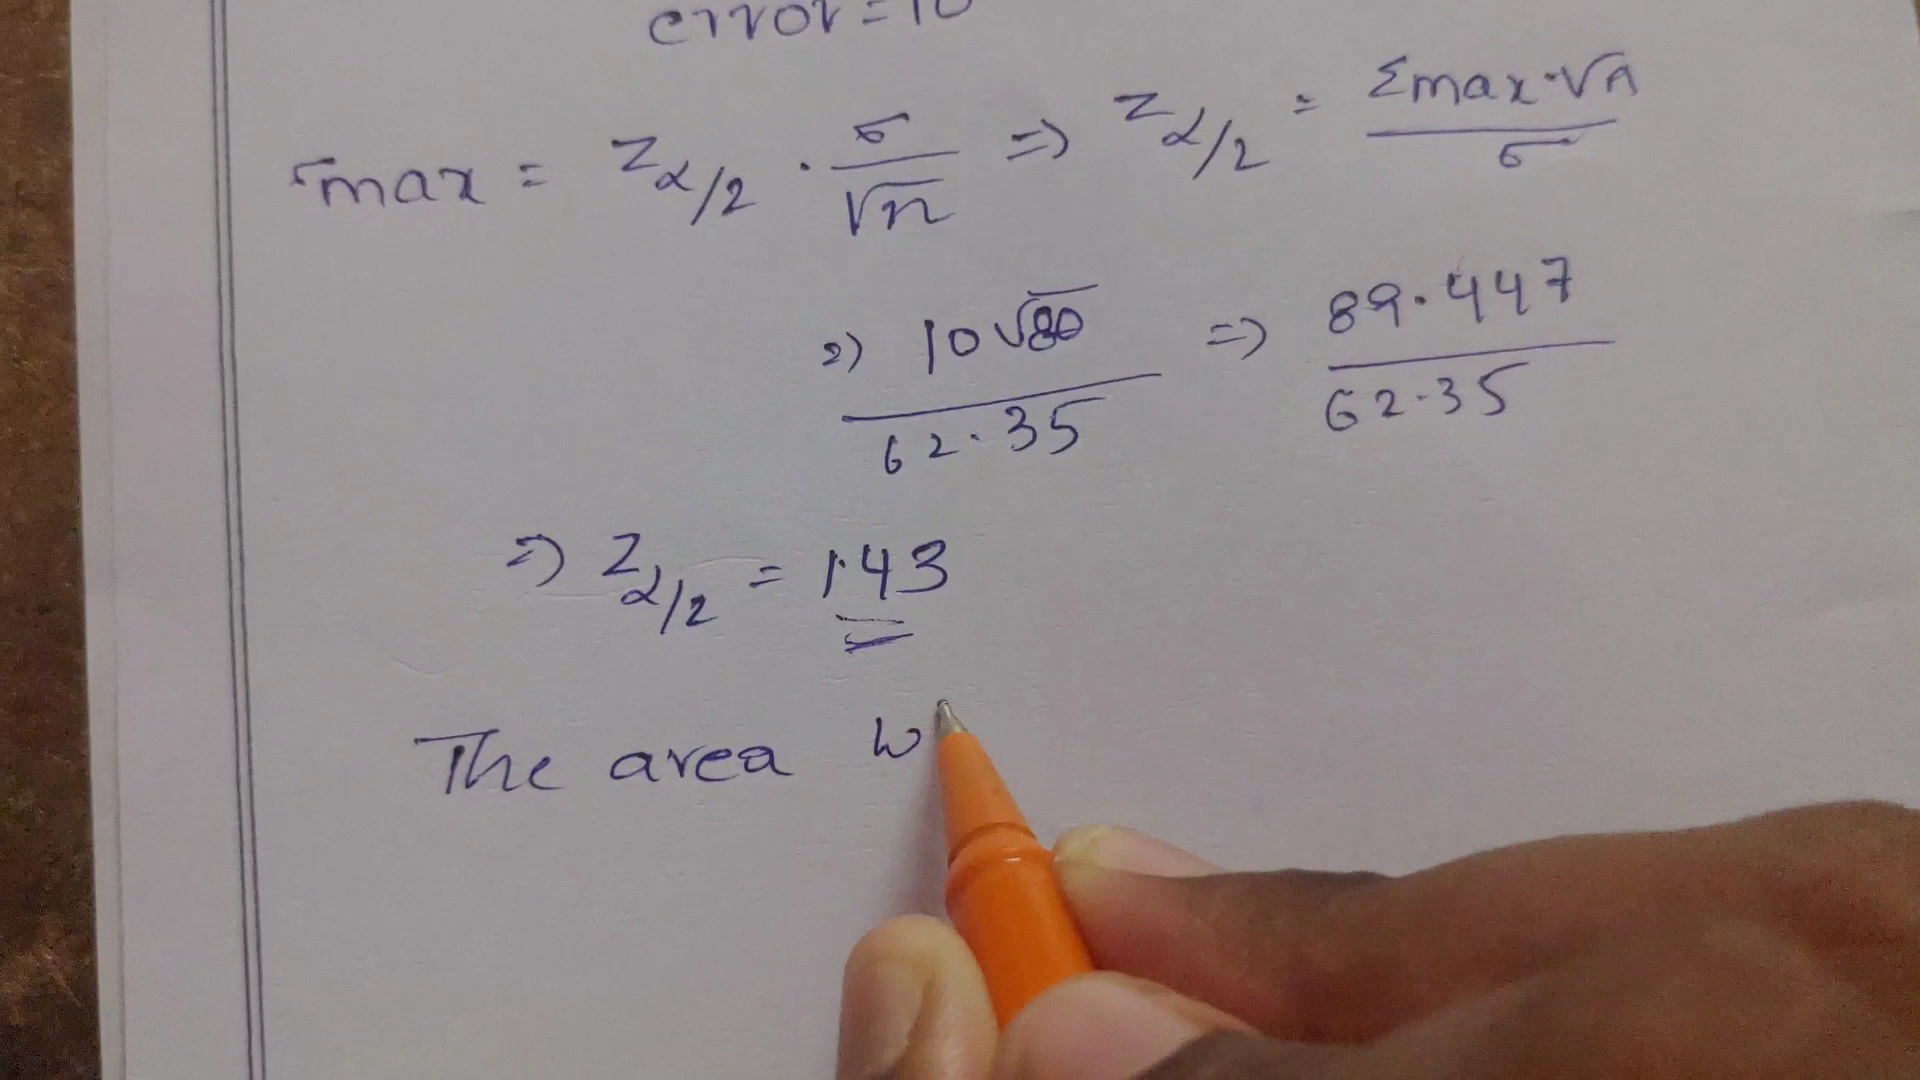 error = 10
Emax = Zα/2 · σ/√n => Zα/2 = Σmax·√n/σ
=) 10√80/62.35 => 89.447/62.35
=) Zα/2 = 1.43
The area w